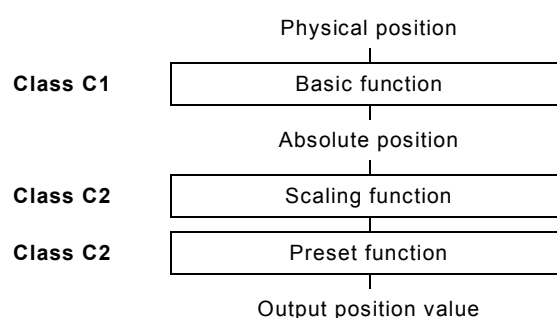 Physical position
Class C1 Basic function
Absolute position
Class C2 Scaling function
Class C2 Preset function
Output position value